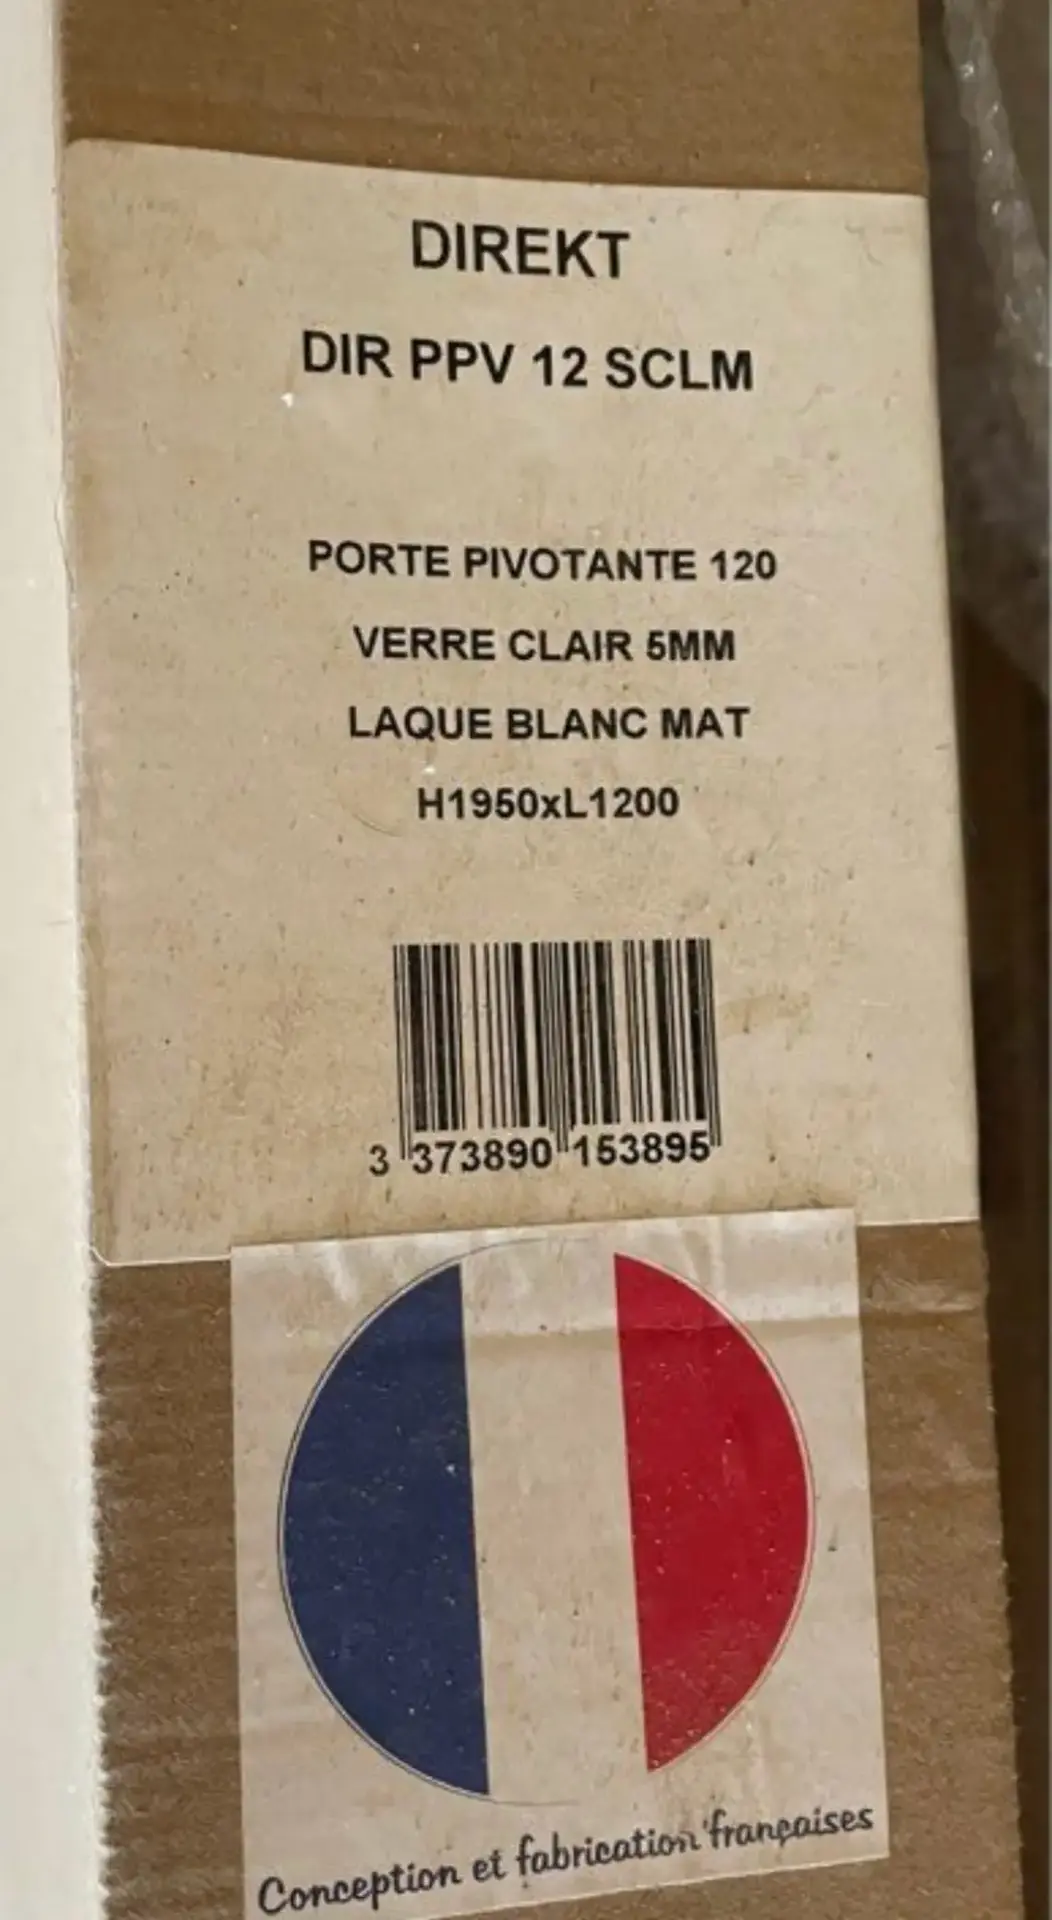 DIREKT
DIR PPV 12 SCLM
PORTE PIVOTANTE 120
VERRE CLAIR 5MM
LAQUE BLANC MAT
H1950xL1200
3 373890 153895
Conception et fabrication françaises